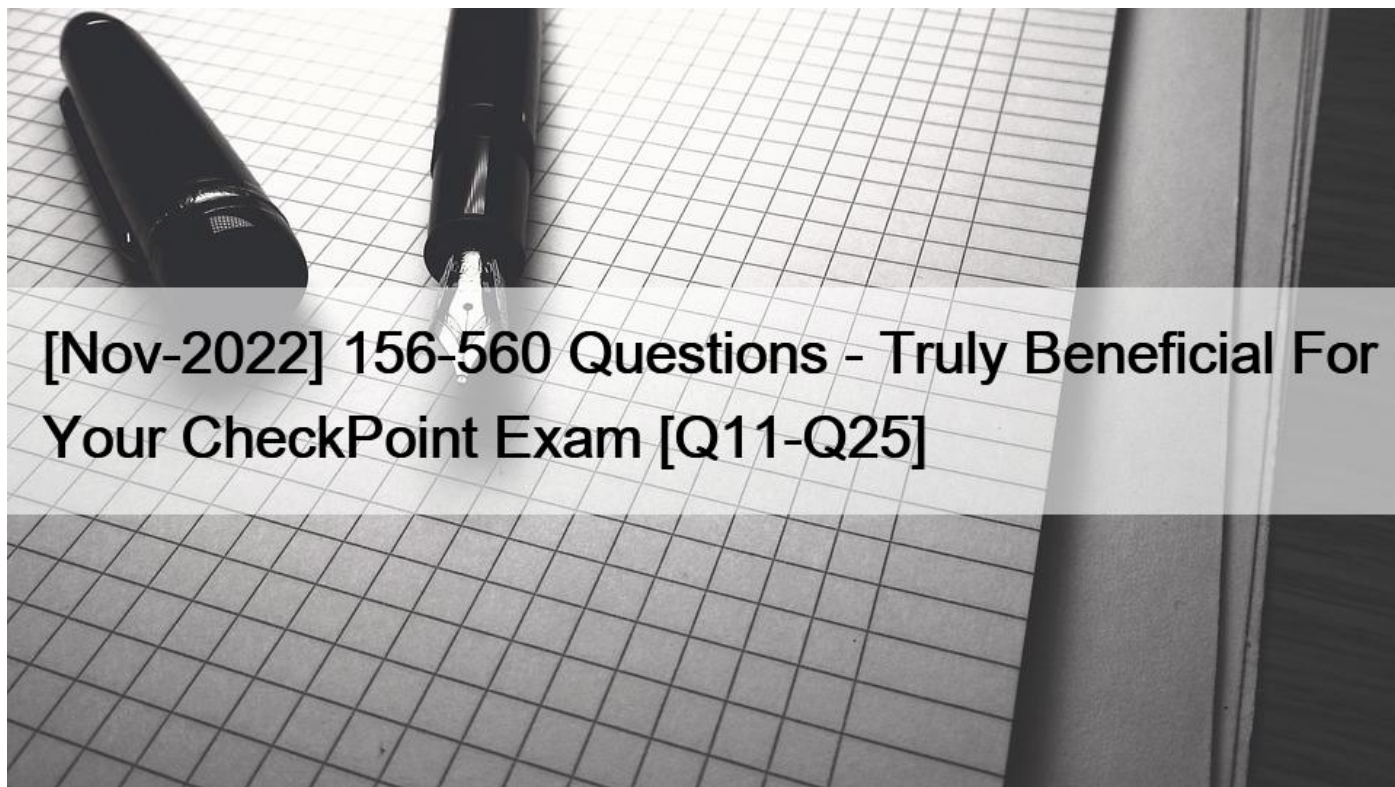 [Nov-2022] 156-560 Questions - Truly Beneficial For
Your CheckPoint Exam [Q11-Q25]